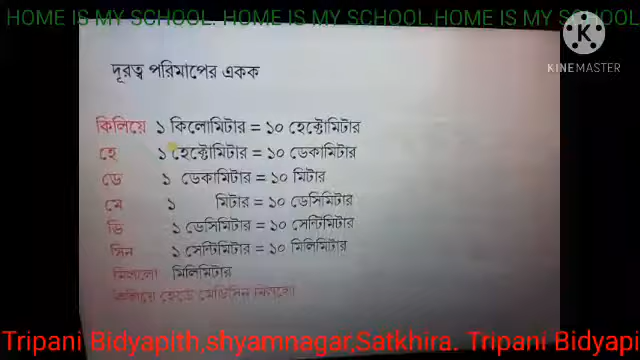 HOME IS MY SCHOOL. HOME IS MY SCHOOL.HOME IS MY SCHOOL
KINEMASTER
দূরত্ব পরিমাপের একক
কিলিয়ে ১ কিলোমিটার = ১০ হেক্টোমিটার
হে ১ হেক্টোমিটার = ১০ ডেকামিটার
ডে ১ ডেকামিটার = ১০ মিটার
মে ১ মিটার = ১০ ডেসিমিটার
ডি ১ ডেসিমিটার = ১০ সেন্টিমিটার
সিন ১ সেন্টিমিটার = ১০ মিলিমিটার
মিলালো মিলিমিটার
কিলিয়ে হেডে মেডিসিন মিলালো
Tripani Bidyapith,shyamnagar,Satkhira. Tripani Bidyapi